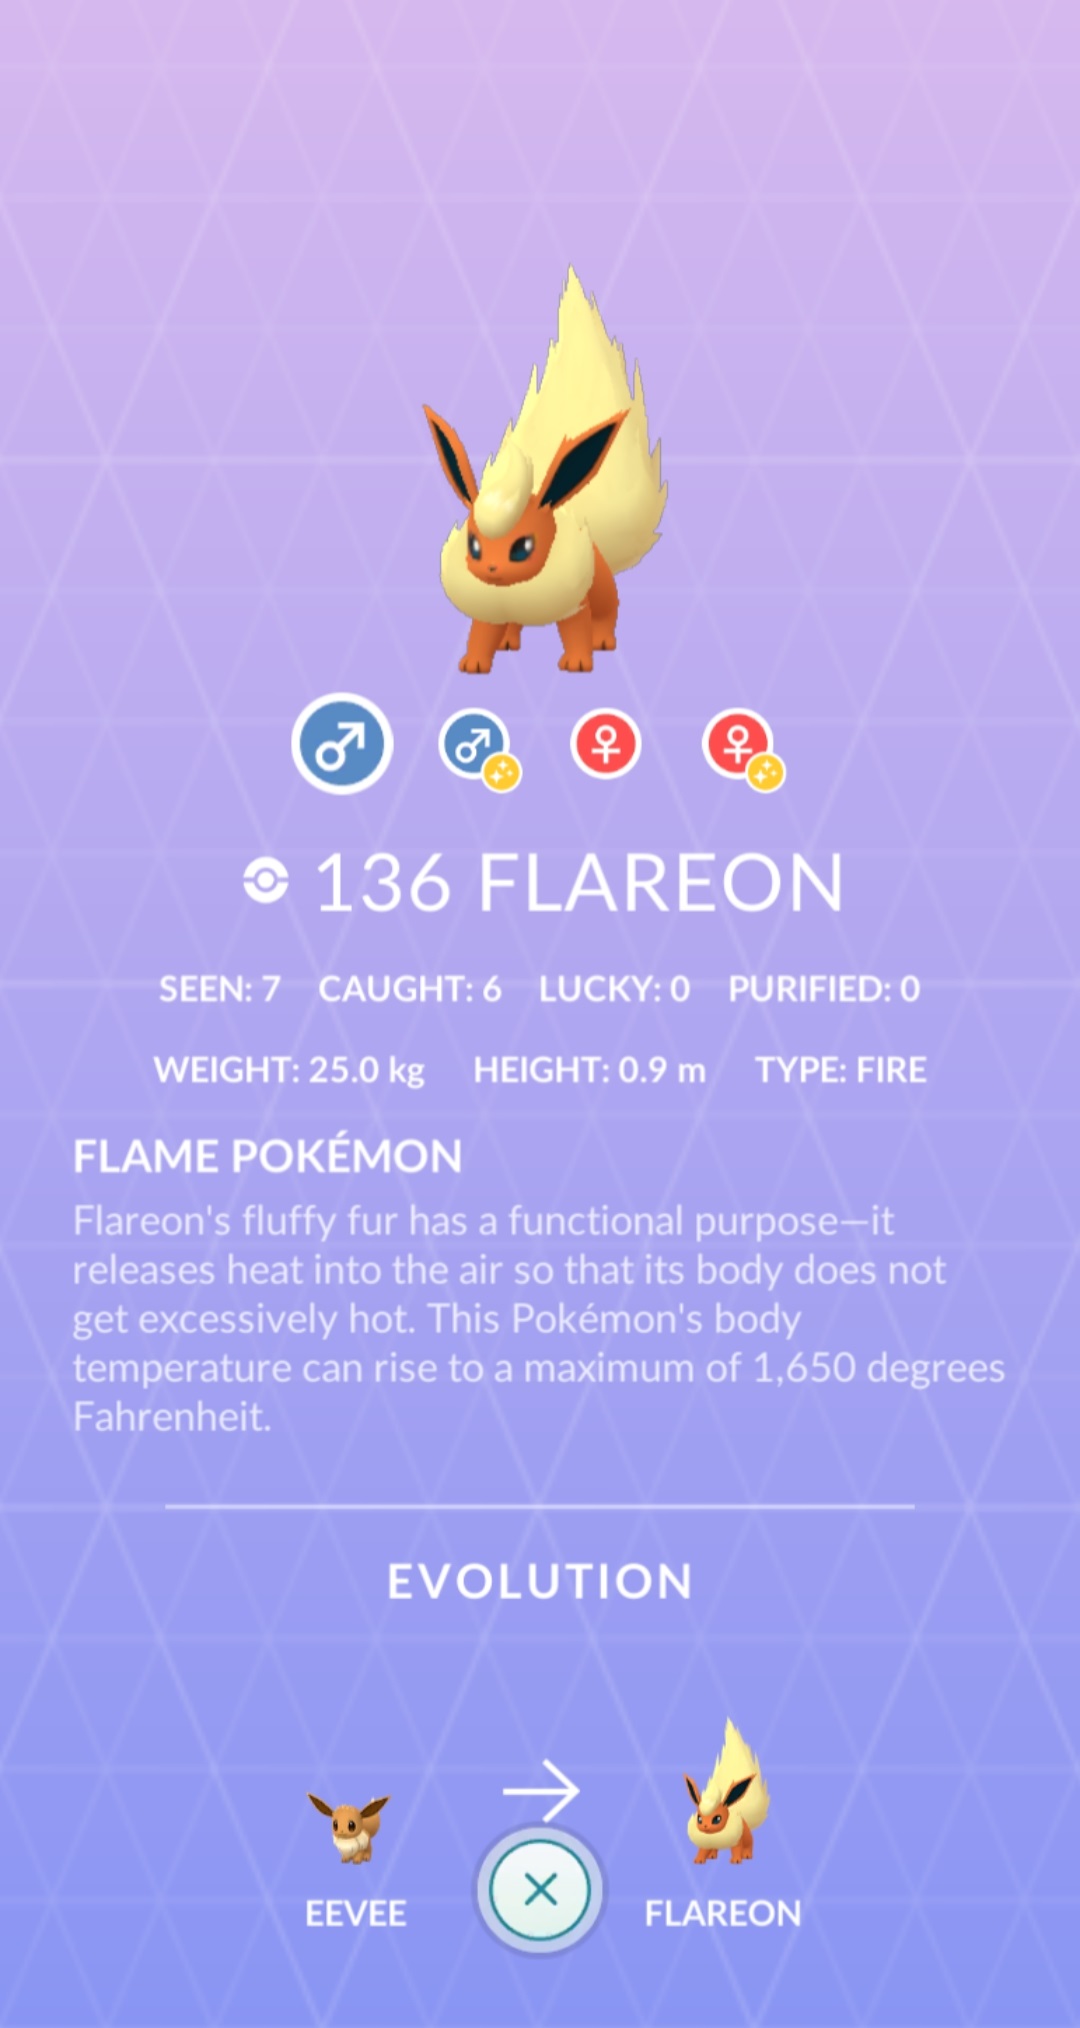 136 FLAREON
SEEN: 7 CAUGHT: 6 LUCKY: 0 PURIFIED: 0
WEIGHT: 25.0 kg HEIGHT: 0.9 m TYPE: FIRE
FLAME POKÉMON
Flareon's fluffy fur has a functional purpose—it
releases heat into the air so that its body does not
get excessively hot. This Pokémon's body
temperature can rise to a maximum of 1,650 degrees
Fahrenheit.
EVOLUTION
EEVEE FLAREON